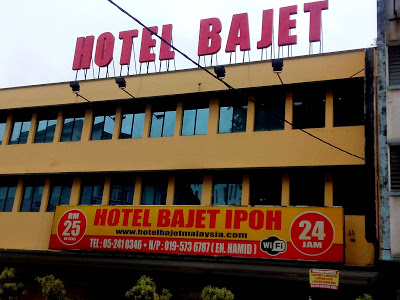 HOTEL BAJET
RM
25
HOTEL BAJET IPOH
www.hotelbajetmalaysia.com
TEL : 05-241 0346 • H/P : 019-573 6787 ( EN. HAMID )
WiFi
24
JAM